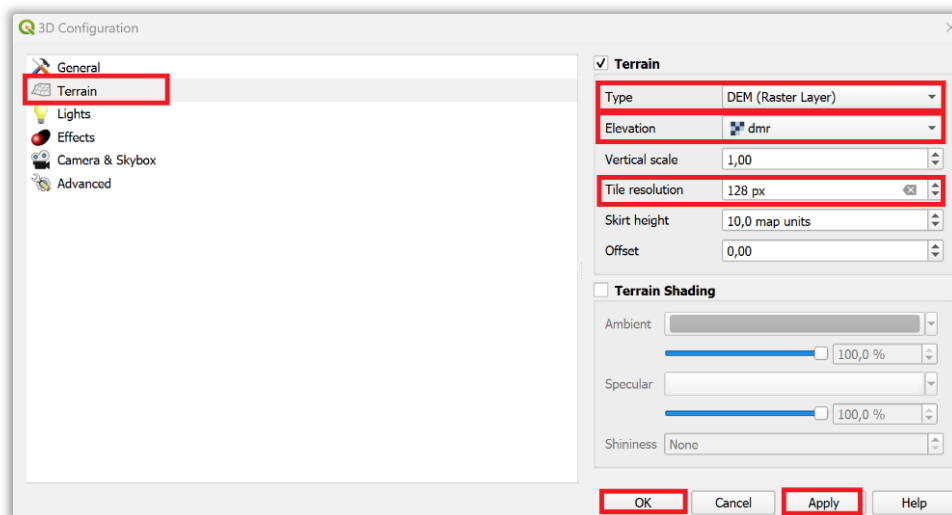 3D Configuration
General
Terrain
Lights
Effects
Camera & Skybox
Advanced
Terrain
Type DEM (Raster Layer)
Elevation dmr
Vertical scale 1,00
Tile resolution 128 px
Skirt height 10,0 map units
Offset 0,00
Terrain Shading
Ambient
100,0 %
Specular
100,0 %
Shininess None
OK Cancel Apply Help